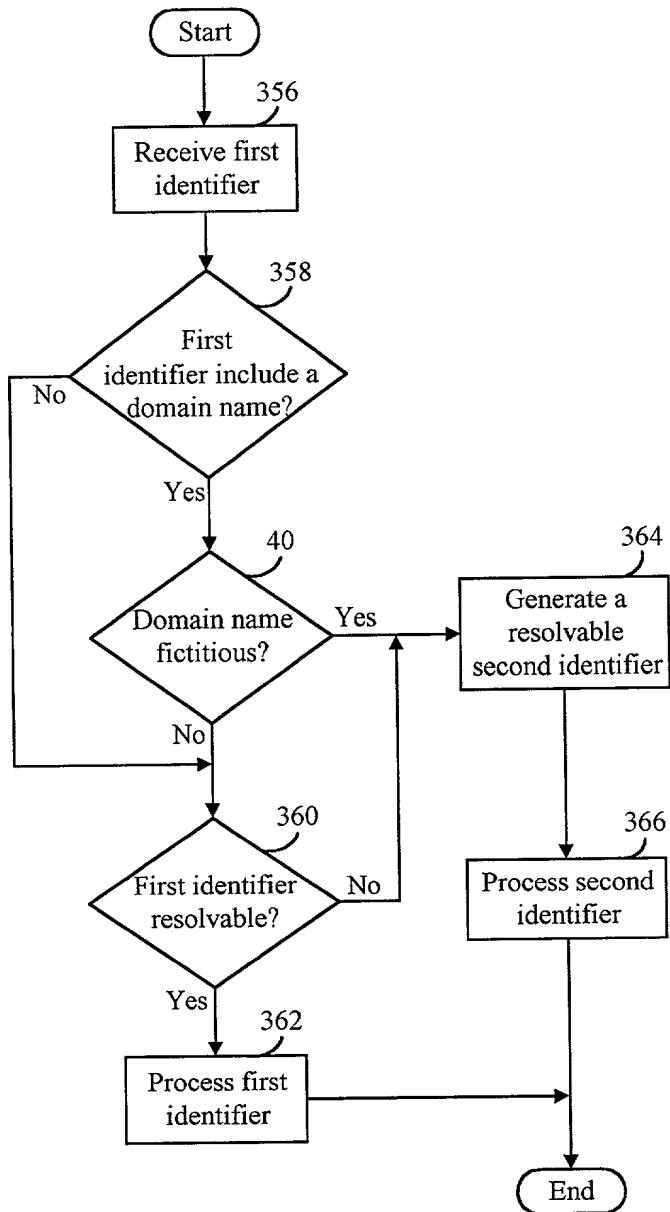 Start
356
Receive first
identifier
358
First
identifier include a
domain name?
No
Yes
40
Domain name
fictitious?
Yes
364
Generate a
resolvable
second identifier
No
360
First identifier
resolvable?
No
366
Process second
identifier
Yes
362
Process first
identifier
End